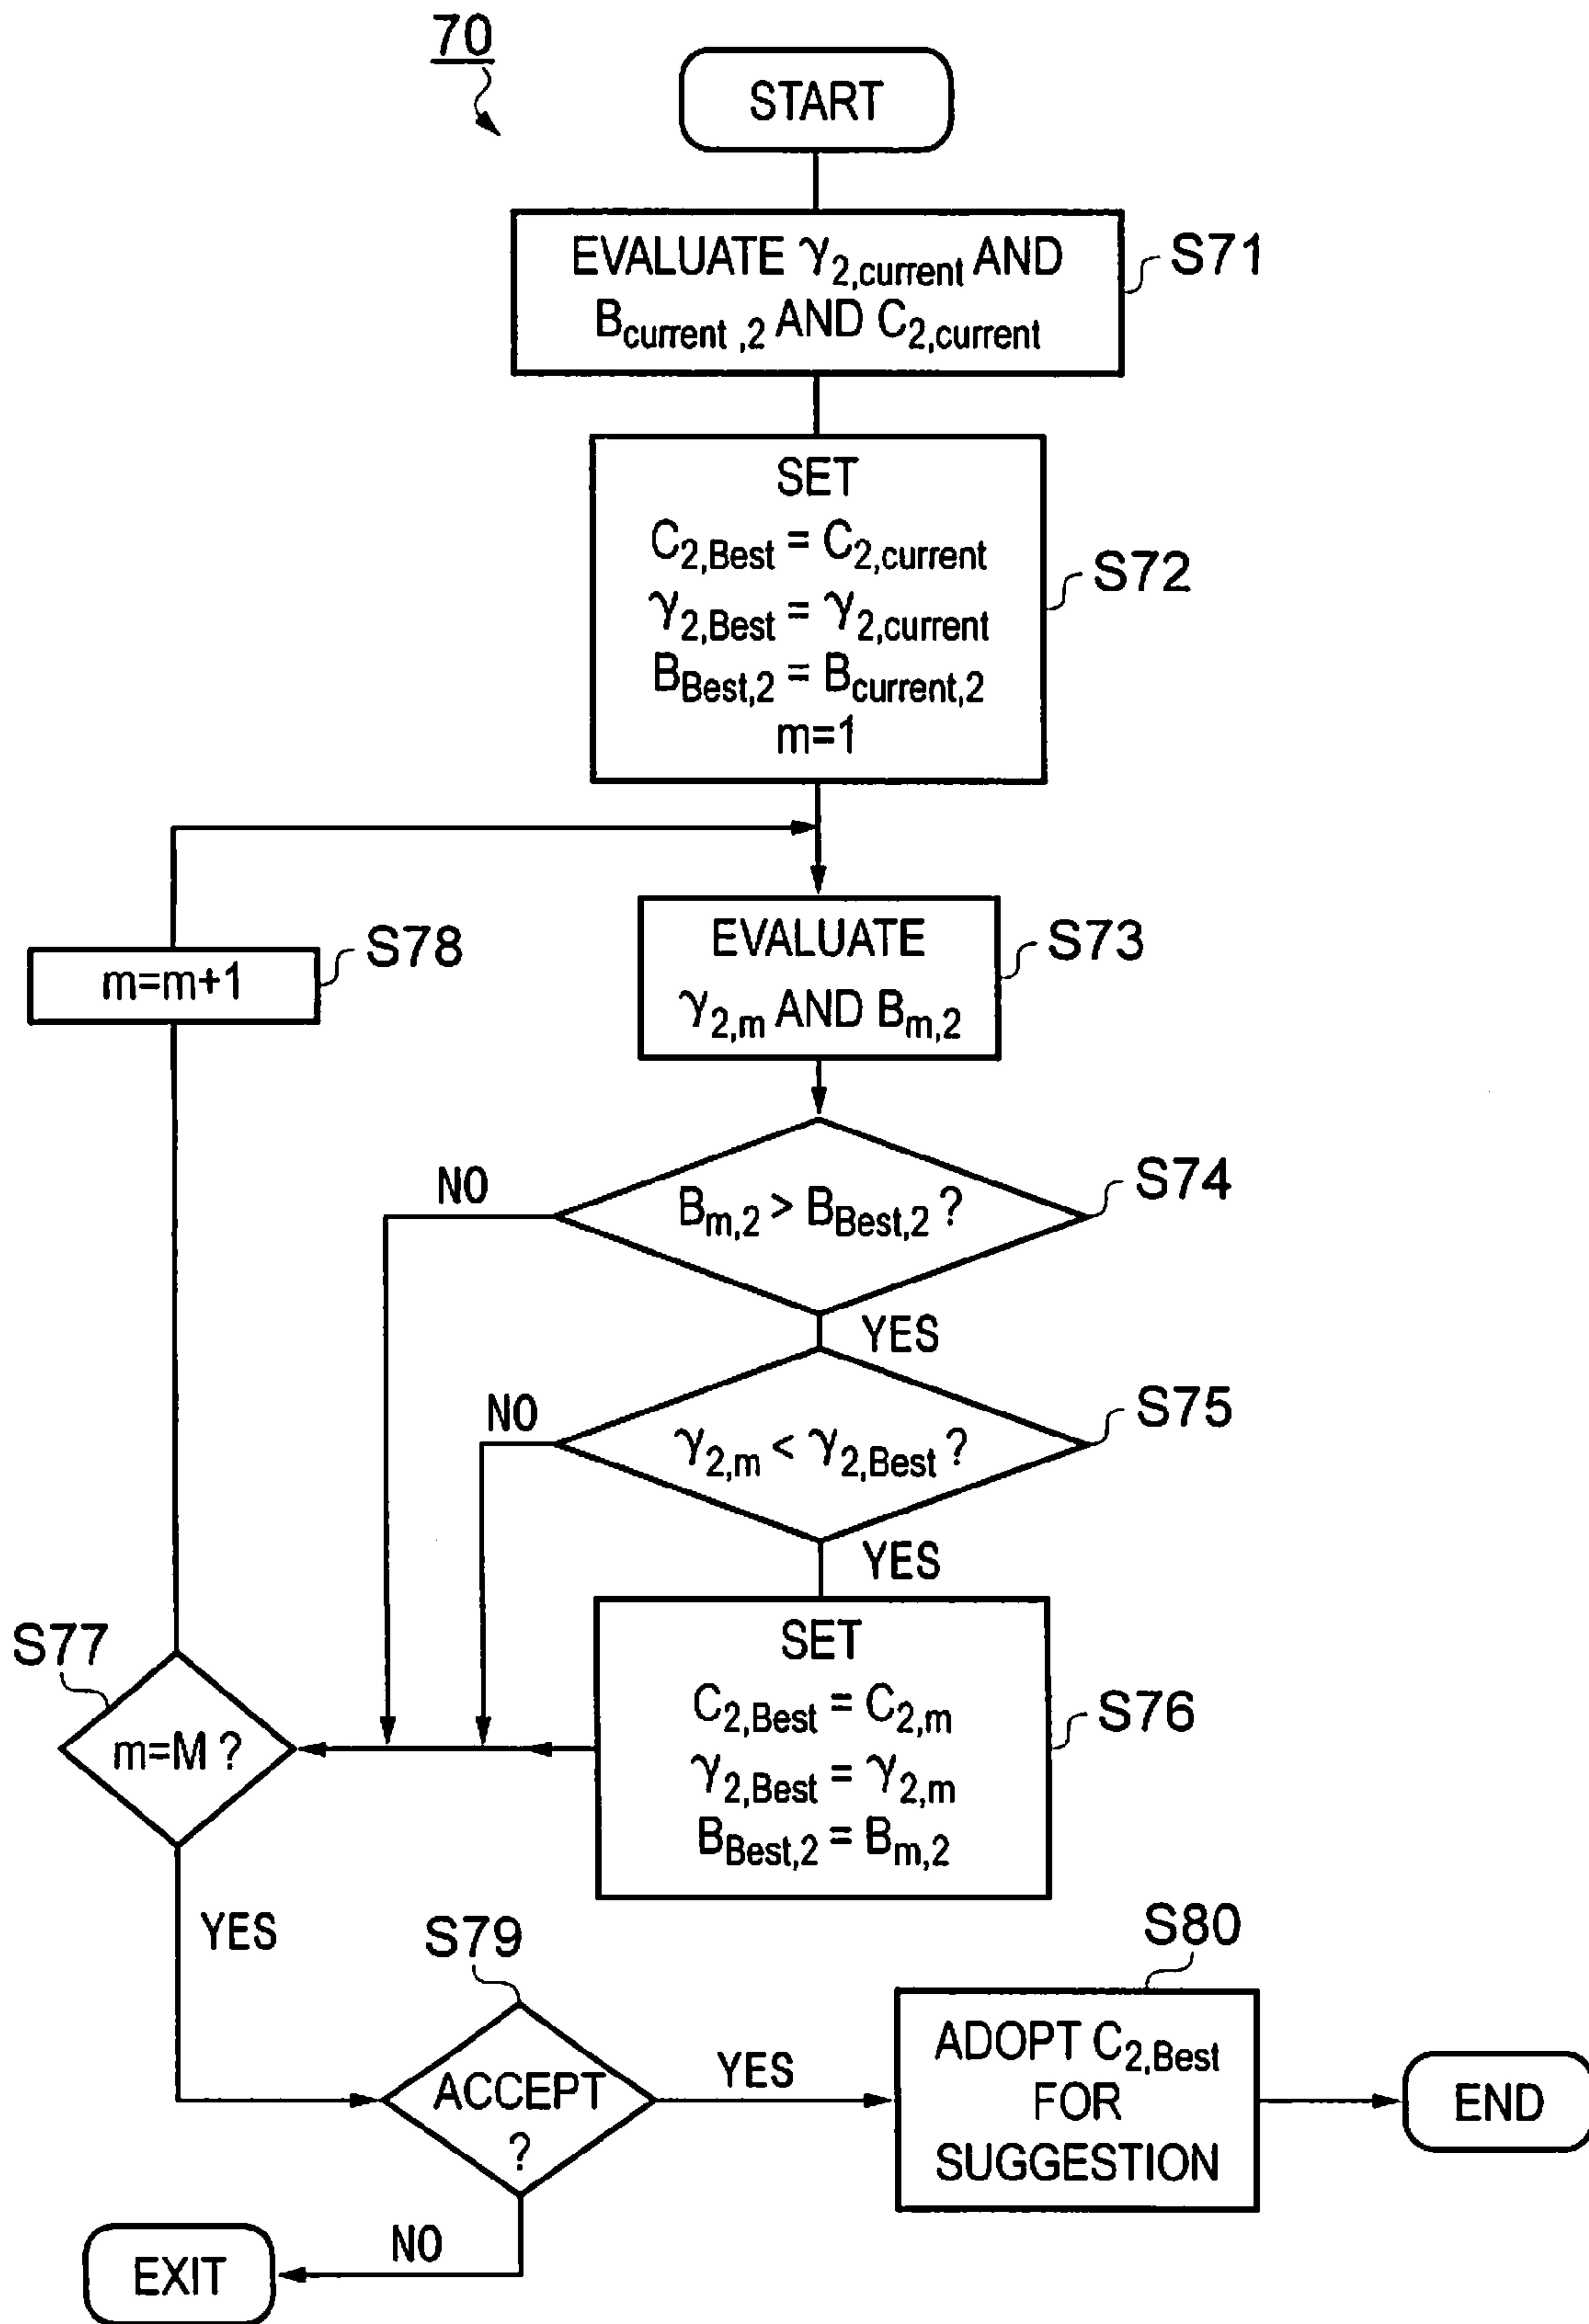 70
START
EVALUATE γ2,current AND
Bcurrent ,2 AND C2,current
S71
SET
C2,Best = C2,current
γ2,Best = γ2,current
BBest,2 = Bcurrent,2
m=1
S72
m=m+1
S78
EVALUATE
γ2,m AND Bm,2
S73
NO
Bm,2 > BBest,2 ?
S74
YES
NO
γ2,m < γ2,Best ?
S75
YES
S77
m=M ?
SET
C2,Best = C2,m
γ2,Best = γ2,m
BBest,2 = Bm,2
S76
YES
S79
ACCEPT
?
YES
S80
ADOPT C2,Best
FOR
SUGGESTION
END
NO
EXIT